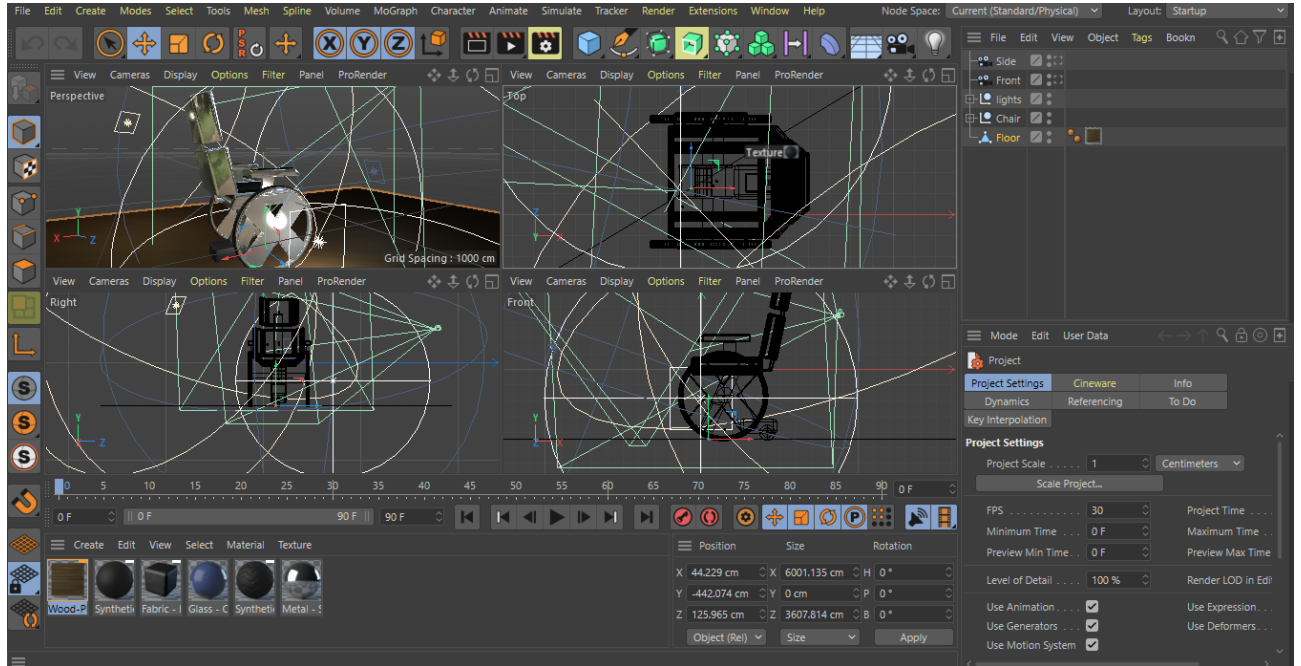 File Edit Create Modes Select Tools Mesh Spline Volume MoGraph Character Animate Simulate Tracker Render Extensions Window Help Node Space: Current (Standard/Physical) Layout: Startup
PSR X Y Z
File Edit View Object Tags Bookn
Side
Front
lights
Chair
Floor
View Cameras Display Options Filter Panel ProRender
View Cameras Display Options Filter Panel ProRender
Perspective
Top
Texture
Y
X Z
Grid Spacing : 1000 cm
Z
Y X
View Cameras Display Options Filter Panel ProRender
View Cameras Display Options Filter Panel ProRender
Right
Front
Y
X Z
Y
Z X
S
S
S
Mode Edit User Data
Project
Project Settings Cineware Info
Dynamics Referencing To Do
Key Interpolation
Project Settings
Project Scale . . . . . 1 Centimeters
Scale Project...
FPS . . . . . . . . . . . 30 Project Time . . . .
Minimum Time . . 0 F Maximum Time . .
Preview Min Time. . 0 F Preview Max Time
Level of Detail . . . . 100 % Render LOD in Edit
Use Animation . . . . Use Expression. . .
Use Generators . . . Use Deformers. . .
Use Motion System
0 5 10 15 20 25 30 35 40 45 50 55 60 65 70 75 80 85 90 0 F
0 F 0 F 90 F 90 F P
Create Edit View Select Material Texture
Wood-P Synthetic Fabric - Glass - C Synthetic Metal - S
Position Size Rotation
X 44.229 cm X 6001.135 cm H 0 °
Y -442.074 cm Y 0 cm P 0 °
Z 125.965 cm Z 3607.814 cm B 0 °
Object (Rel) Size Apply